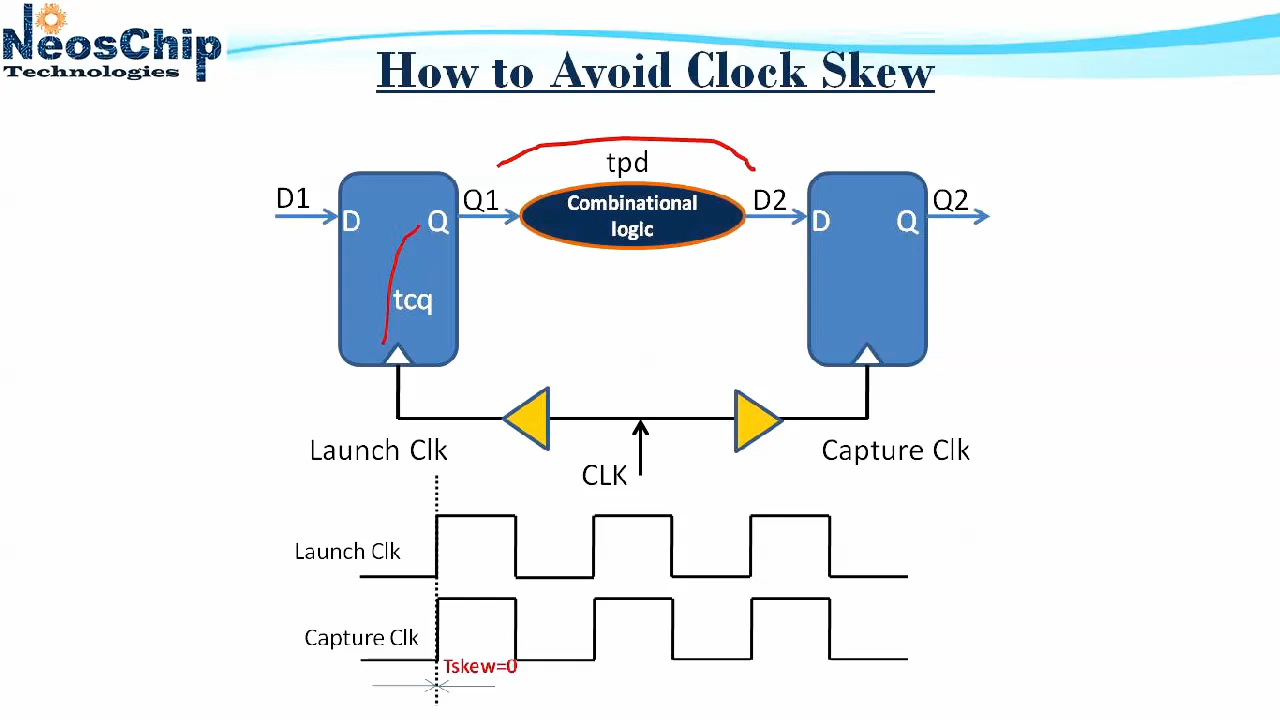 NeosChip
Technologies
How to Avoid Clock Skew
tpd
D1
D
Q
Q1
Combinational
logic
D2
D
Q
Q2
tcq
Launch Clk
CLK
Capture Clk
Launch Clk
Capture Clk
Tskew=0